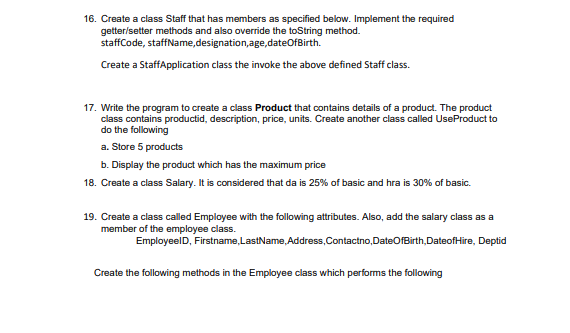 16. Create a class Staff that has members as specified below. Implement the required
getter/setter methods and also override the toString method.
staffCode, staffName,designation,age,dateOfBirth.
Create a StaffApplication class the invoke the above defined Staff class.
17. Write the program to create a class Product that contains details of a product. The product
class contains productid, description, price, units. Create another class called UseProduct to
do the following
a. Store 5 products
b. Display the product which has the maximum price
18. Create a class Salary. It is considered that da is 25% of basic and hra is 30% of basic.
19. Create a class called Employee with the following attributes. Also, add the salary class as a
member of the employee class.
EmployeeID, Firstname,LastName,Address,Contactno,DateOfBirth,DateofHire, Deptid
Create the following methods in the Employee class which performs the following